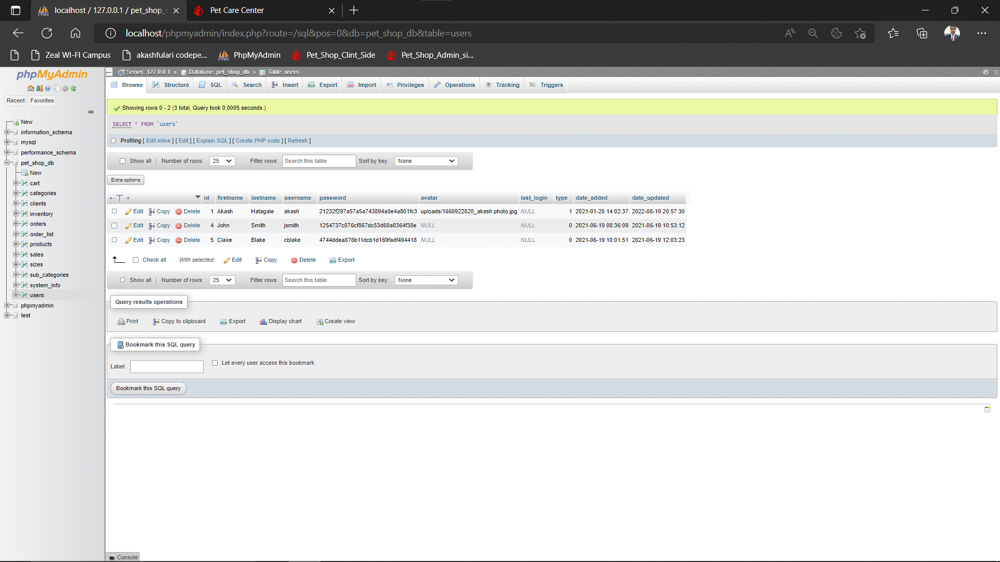 localhost / 127.0.0.1 / pet_shop_
Pet Care Center
localhost/phpmyadmin/index.php?route=/sql&pos=0&db=pet_shop_db&table=users
Zeal WI-FI Campus
akashfulari codepe...
PhpMyAdmin
Pet_Shop_Clint_Side
Pet_Shop_Admin_si...
phpMyAdmin
Recent Favorites
New
information_schema
mysql
performance_schema
pet_shop_db
New
cart
categories
clients
inventory
orders
order_list
products
sales
sizes
sub_categories
system_info
users
phpmyadmin
test
Server: 127.0.0.1 » Database: pet_shop_db » Table: users
Browse Structure SQL Search Insert Export Import Privileges Operations Tracking Triggers
Showing rows 0 - 2 (3 total, Query took 0.0005 seconds.)
SELECT * FROM `users`
Profiling [ Edit inline ] [ Edit ] [ Explain SQL ] [ Create PHP code ] [ Refresh ]
Show all Number of rows: 25 Filter rows: Search this table Sort by key: None
Extra options
id firstname lastname username password avatar last_login type date_added date_updated
Edit Copy Delete 1 Akash Hatagale akash 21232f297a57a5a743894a0e4a801fc3 uploads/1660922820_akash photo.jpg NULL 1 2021-01-20 14:02:37 2022-08-19 20:57:30
Edit Copy Delete 4 John Smith jsmith 1254737c076cf867dc53d60a0364f38e NULL NULL 0 2021-06-19 08:36:09 2021-06-19 10:53:12
Edit Copy Delete 5 Claire Blake cblake 4744ddea876b11dcb1d169fadf494418 NULL NULL 0 2021-06-19 10:01:51 2021-06-19 12:03:23
Check all With selected: Edit Copy Delete Export
Show all Number of rows: 25 Filter rows: Search this table Sort by key: None
Query results operations
Print Copy to clipboard Export Display chart Create view
Bookmark this SQL query
Label: Let every user access this bookmark
Bookmark this SQL query
Console